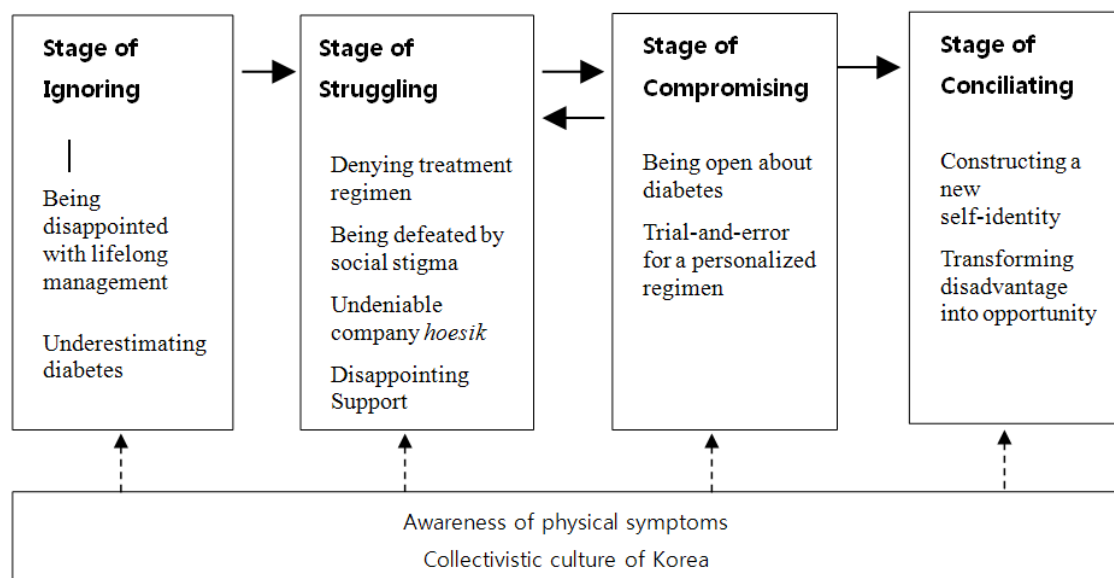 Stage of
Ignoring
Being
disappointed
with lifelong
management
Underestimating
diabetes
Stage of
Struggling
Denying treatment
regimen
Being defeated by
social stigma
Undeniable
company hoesik
Disappointing
Support
Stage of
Compromising
Being open about
diabetes
Trial-and-error
for a personalized
regimen
Stage of
Conciliating
Constructing a
new
self-identity
Transforming
disadvantage
into opportunity
Awareness of physical symptoms
Collectivistic culture of Korea